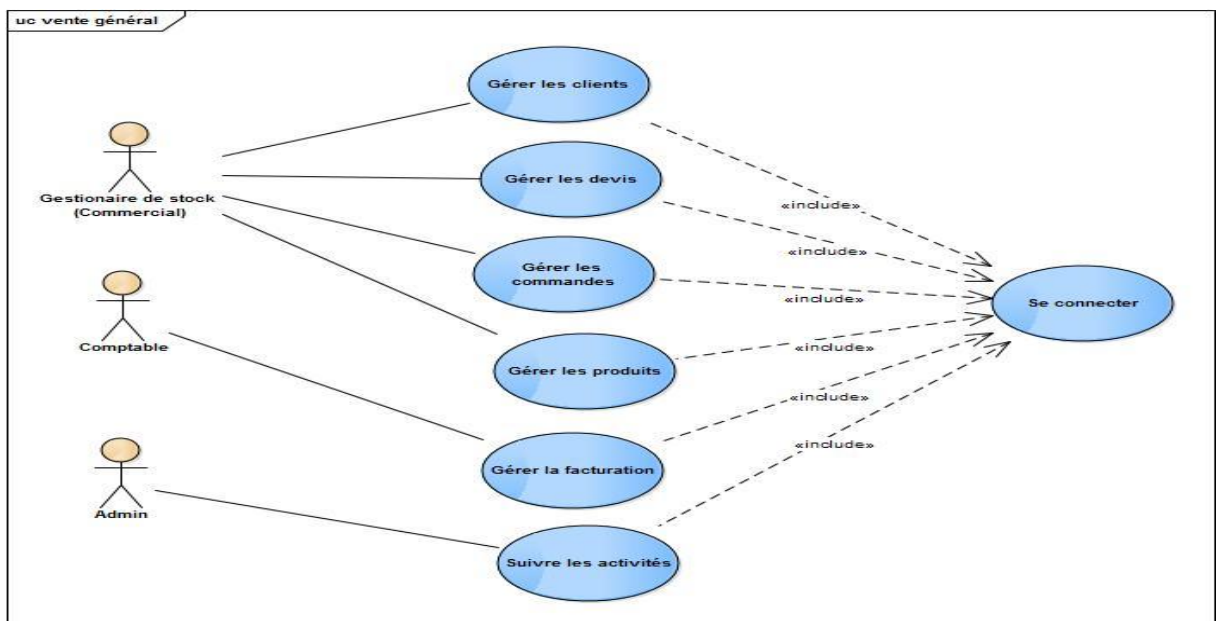 uc vente général
Gérer les clients
Gérer les devis
Gestionaire de stock
(Commercial)
«include»
«include»
Gérer les
commandes
«include»
Se connecter
Comptable
Gérer les produits
«include»
«include»
Gérer la facturation
«include»
Admin
Suivre les activités